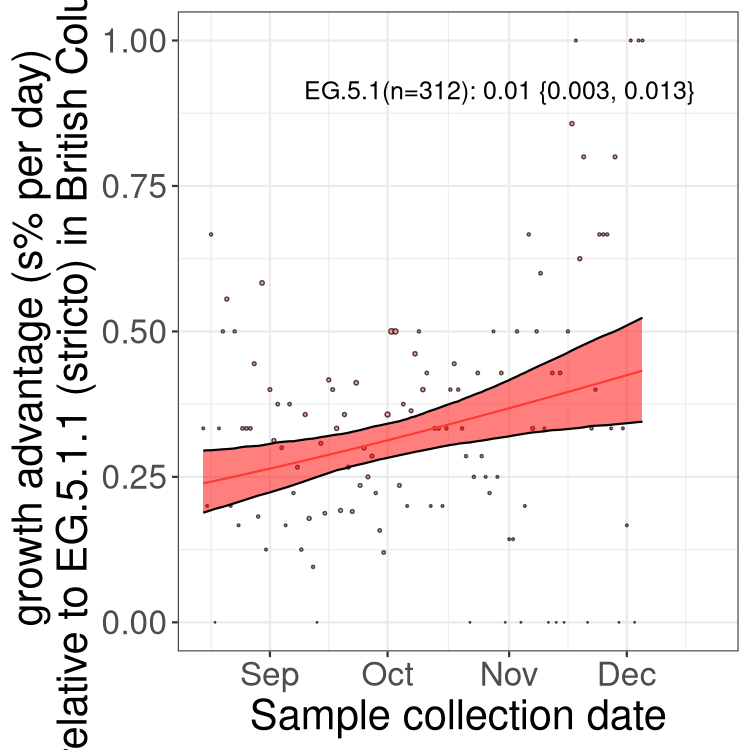 growth advantage (s% per day)
relative to EG.5.1.1 (stricto) in British Colu
1.00
0.75
0.50
0.25
0.00
EG.5.1(n=312): 0.01 {0.003, 0.013}
Sep Oct Nov Dec
Sample collection date